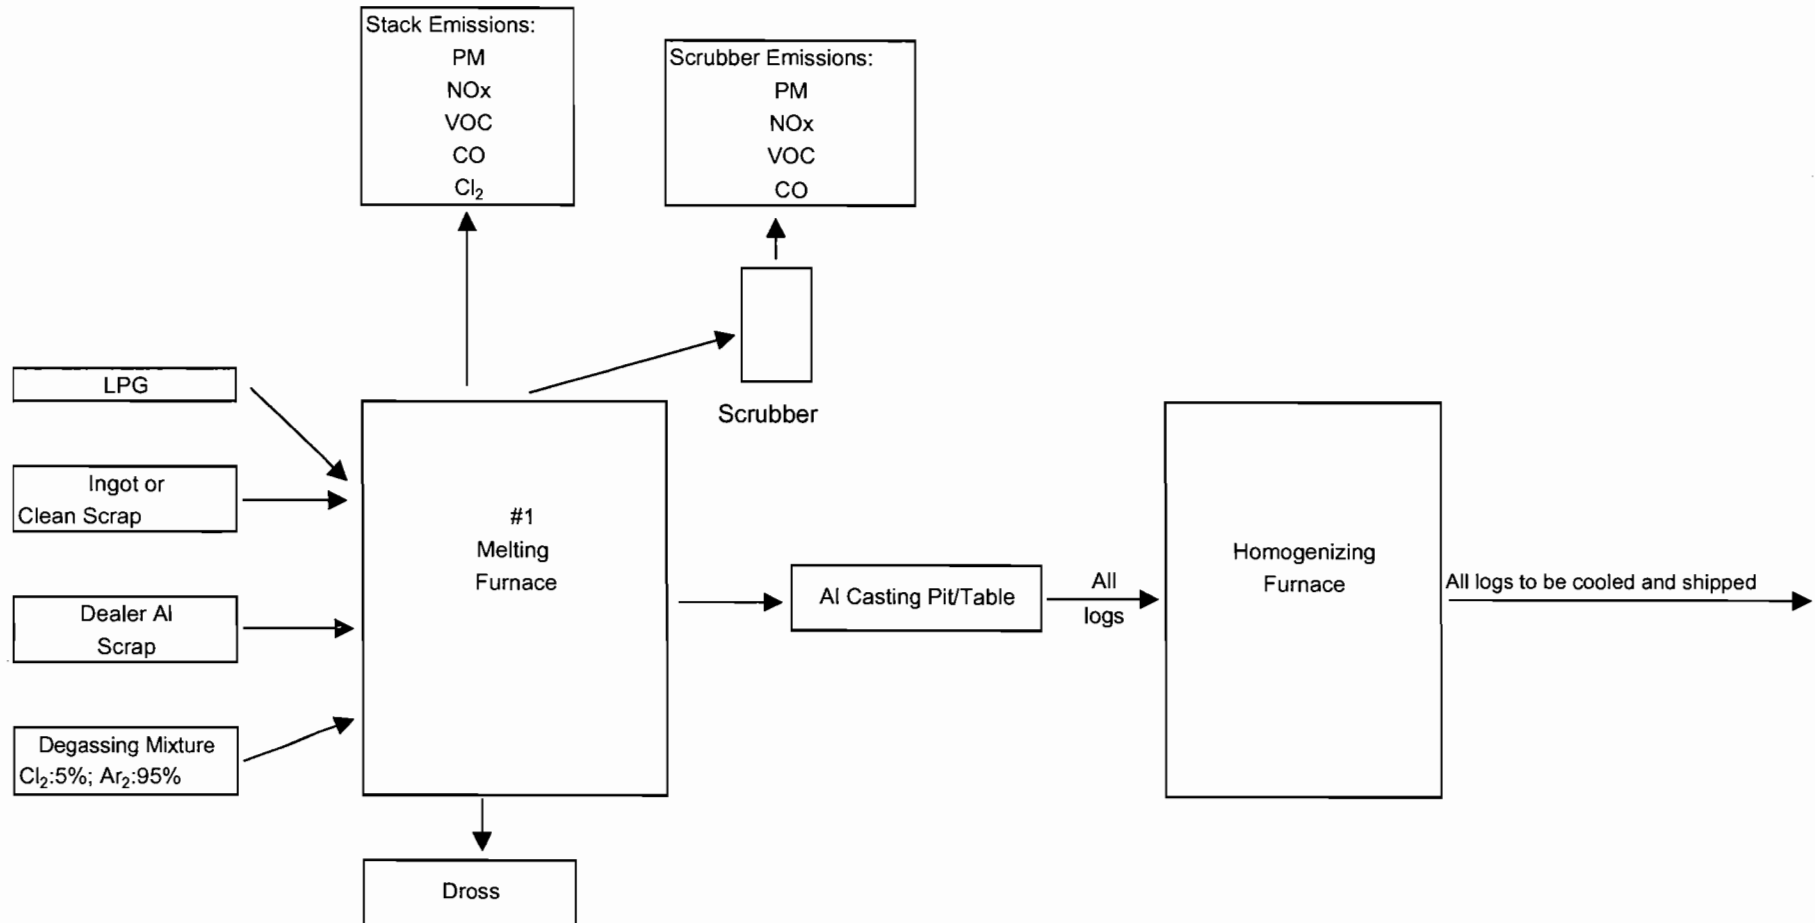 Stack Emissions:
PM
NOx
VOC
CO
Cl₂
Scrubber Emissions:
PM
NOx
VOC
CO
LPG
Scrubber
Ingot or
Clean Scrap
#1
Melting
Furnace
Dealer Al
Scrap
Degassing Mixture
Cl₂:5%; Ar₂:95%
Al Casting Pit/Table
All
logs
Homogenizing
Furnace
All logs to be cooled and shipped
Dross